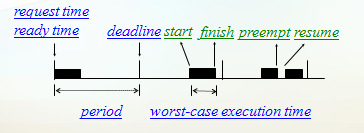 request time
ready time
deadline start finish preempt resume
period worst-case execution time